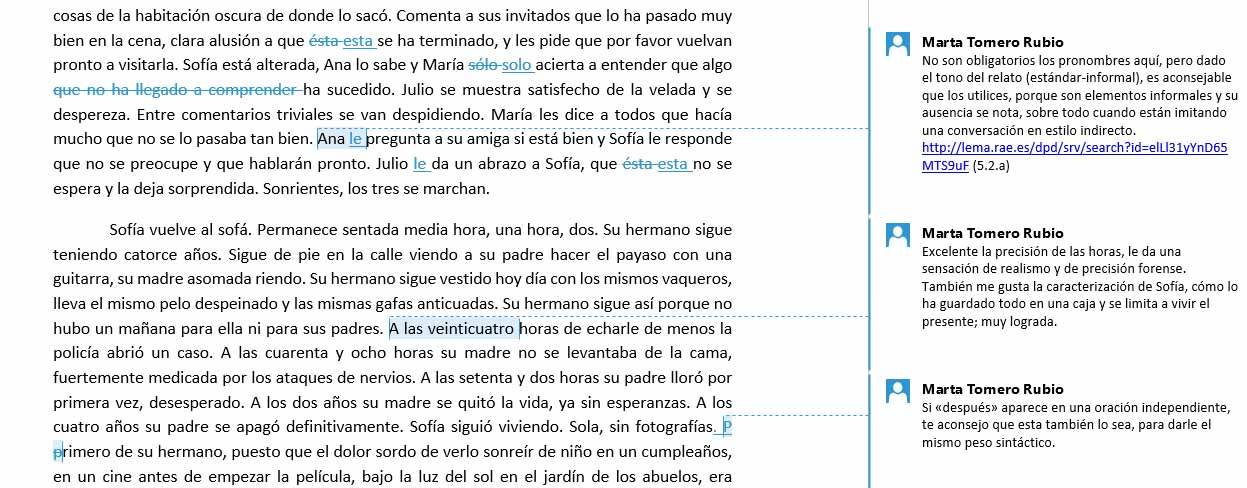 cosas de la habitación oscura de donde lo sacó. Comenta a sus invitados que lo ha pasado muy
bien en la cena, clara alusión a que ésta esta se ha terminado, y les pide que por favor vuelvan
pronto a visitarla. Sofía está alterada, Ana lo sabe y María sólo solo acierta a entender que algo
que no ha llegado a comprender ha sucedido. Julio se muestra satisfecho de la velada y se
despereza. Entre comentarios triviales se van despidiendo. María les dice a todos que hacía
mucho que no se lo pasaba tan bien. Ana le pregunta a su amiga si está bien y Sofía le responde
que no se preocupe y que hablarán pronto. Julio le da un abrazo a Sofía, que ésta esta no se
espera y la deja sorprendida. Sonrientes, los tres se marchan.
Sofía vuelve al sofá. Permanece sentada media hora, una hora, dos. Su hermano sigue
teniendo catorce años. Sigue de pie en la calle viendo a su padre hacer el payaso con una
guitarra, su madre asomada riendo. Su hermano sigue vestido hoy día con los mismos vaqueros,
lleva el mismo pelo despeinado y las mismas gafas anticuadas. Su hermano sigue así porque no
hubo un mañana para ella ni para sus padres. A las veinticuatro horas de echarle de menos la
policía abrió un caso. A las cuarenta y ocho horas su madre no se levantaba de la cama,
fuertemente medicada por los ataques de nervios. A las setenta y dos horas su padre lloró por
primera vez, desesperado. A los dos años su madre se quitó la vida, ya sin esperanzas. A los
cuatro años su padre se apagó definitivamente. Sofía siguió viviendo. Sola, sin fotografías. P
primero de su hermano, puesto que el dolor sordo de verlo sonreír de niño en un cumpleaños,
en un cine antes de empezar la película, bajo la luz del sol en el jardín de los abuelos, era
Marta Tomero Rubio
No son obligatorios los pronombres aquí, pero dado
el tono del relato (estándar-informal), es aconsejable
que los utilices, porque son elementos informales y su
ausencia se nota, sobre todo cuando están imitando
una conversación en estilo indirecto.
http://lema.rae.es/dpd/srv/search?id=elLl31yYnD65
MTS9uF (5.2.a)
Marta Tomero Rubio
Excelente la precisión de las horas, le da una
sensación de realismo y de precisión forense.
También me gusta la caracterización de Sofía, cómo lo
ha guardado todo en una caja y se limita a vivir el
presente; muy lograda.
Marta Tomero Rubio
Si «después» aparece en una oración independiente,
te aconsejo que esta también lo sea, para darle el
mismo peso sintáctico.